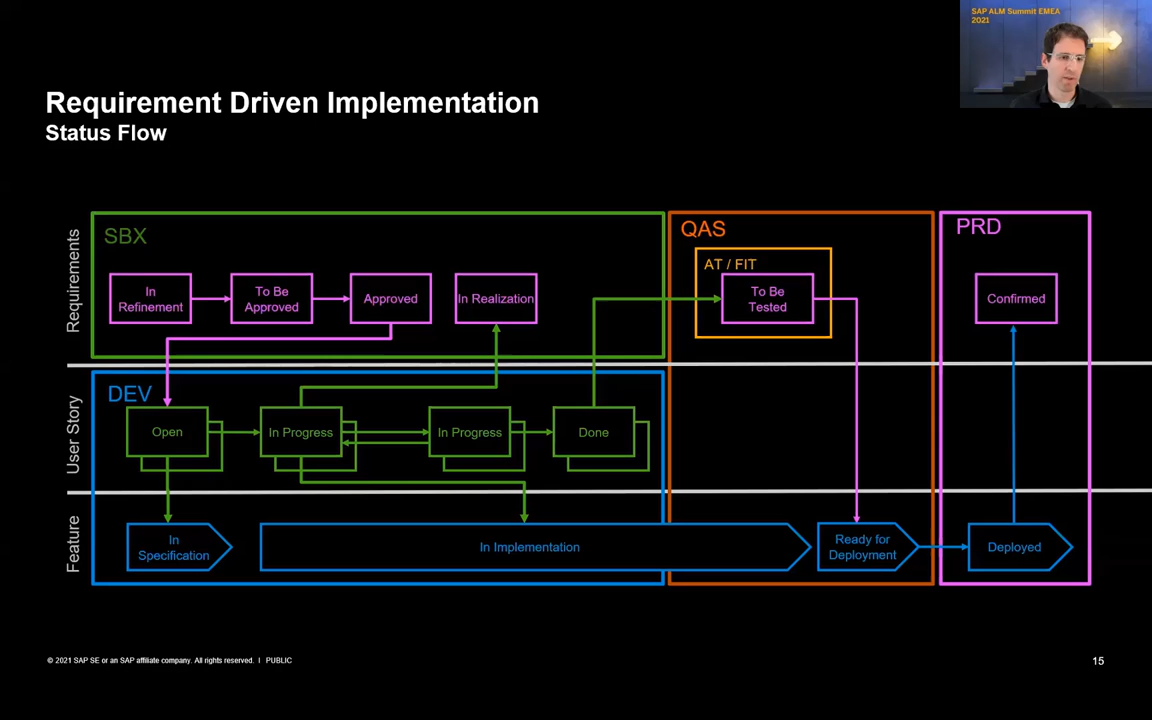 SAP ALM Summit EMEA
2021
Requirement Driven Implementation
Status Flow
Requirements
SBX
In
Refinement
To Be
Approved
Approved
In Realization
QAS
AT / FIT
To Be
Tested
PRD
Confirmed
User Story
DEV
Open
In Progress
In Progress
Done
Feature
In
Specification
In Implementation
Ready for
Deployment
Deployed
© 2021 SAP SE or an SAP affiliate company. All rights reserved. I PUBLIC
15